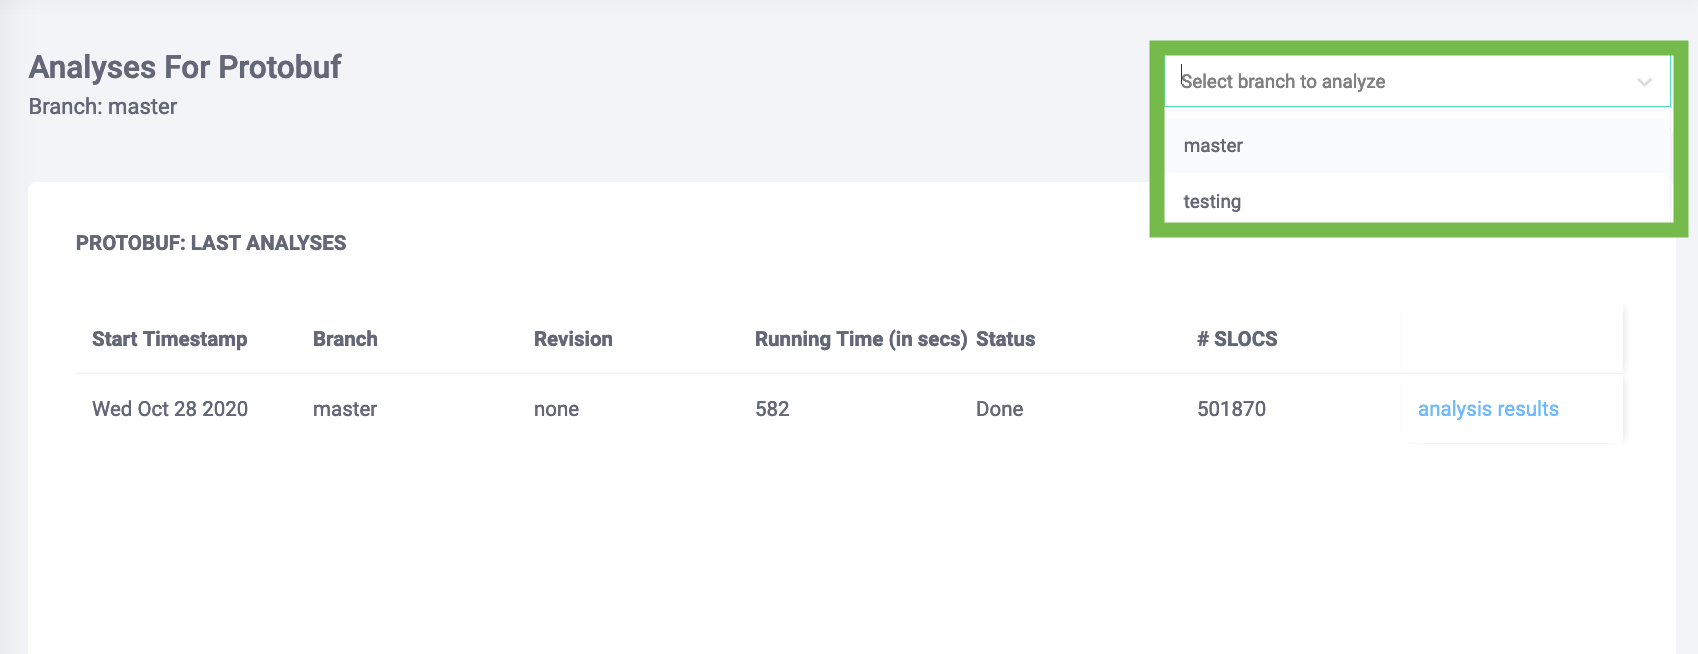 Analyses For Protobuf
Branch: master
Select branch to analyze
master
testing
PROTOBUF: LAST ANALYSES
Start Timestamp Branch Revision Running Time (in secs) Status # SLOCS
Wed Oct 28 2020 master none 582 Done 501870 analysis results